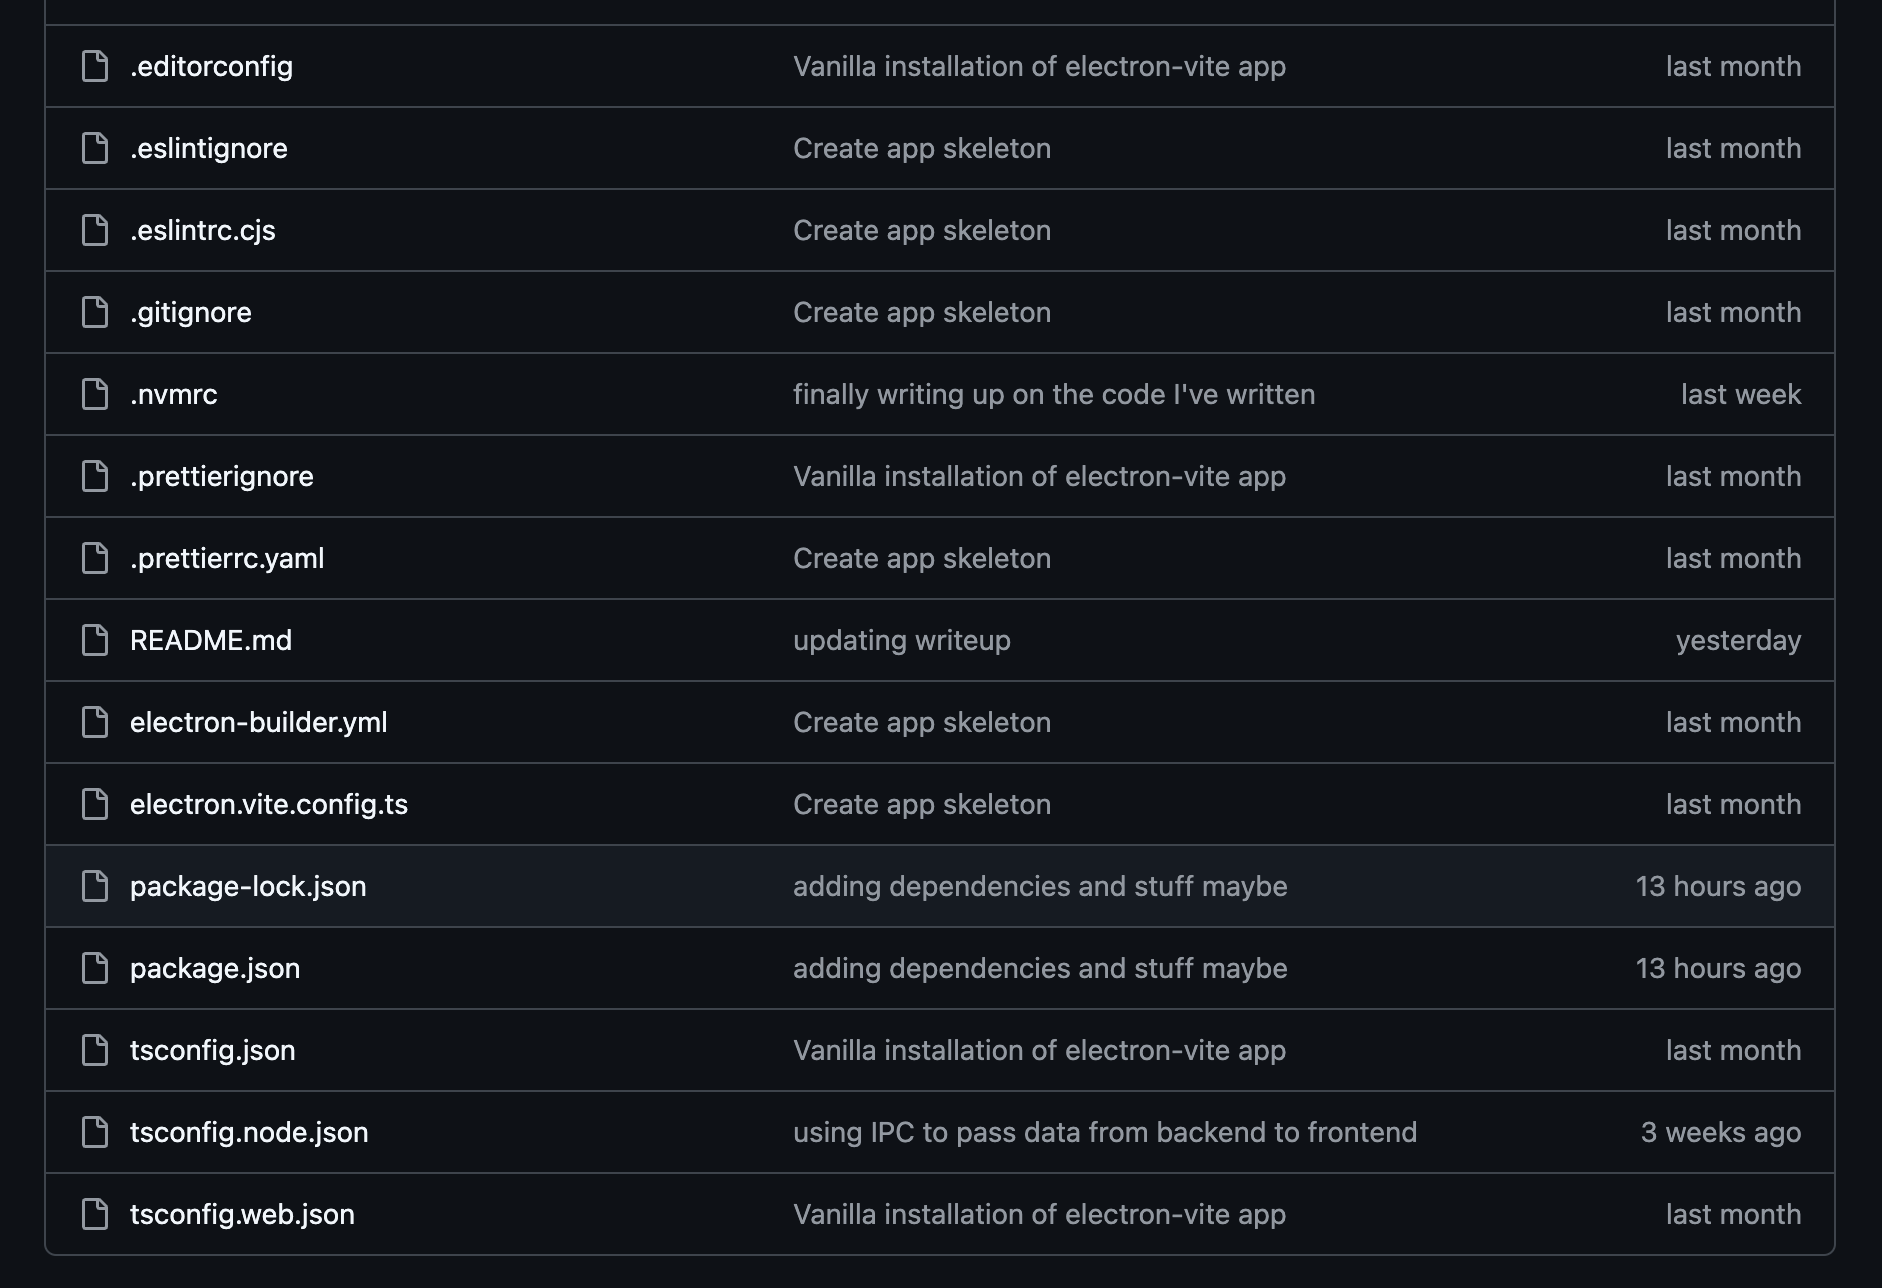 .editorconfig Vanilla installation of electron-vite app last month
.eslintignore Create app skeleton last month
.eslintrc.cjs Create app skeleton last month
.gitignore Create app skeleton last month
.nvmrc finally writing up on the code I've written last week
.prettierignore Vanilla installation of electron-vite app last month
.prettierrc.yaml Create app skeleton last month
README.md updating writeup yesterday
electron-builder.yml Create app skeleton last month
electron.vite.config.ts Create app skeleton last month
package-lock.json adding dependencies and stuff maybe 13 hours ago
package.json adding dependencies and stuff maybe 13 hours ago
tsconfig.json Vanilla installation of electron-vite app last month
tsconfig.node.json using IPC to pass data from backend to frontend 3 weeks ago
tsconfig.web.json Vanilla installation of electron-vite app last month